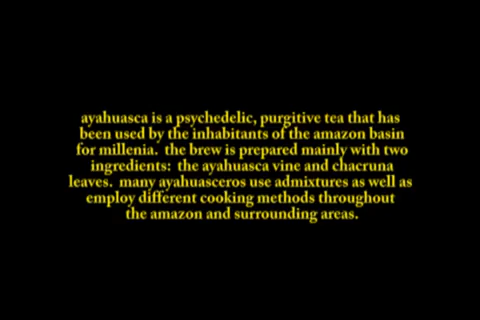 ayahuasca is a psychedelic, purgitive tea that has
been used by the inhabitants of the amazon basin
for millenia.  the brew is prepared mainly with two
ingredients:  the ayahuasca vine and chacruna
leaves.  many ayahuasceros use admixtures as well as
employ different cooking methods throughout
the amazon and surrounding areas.